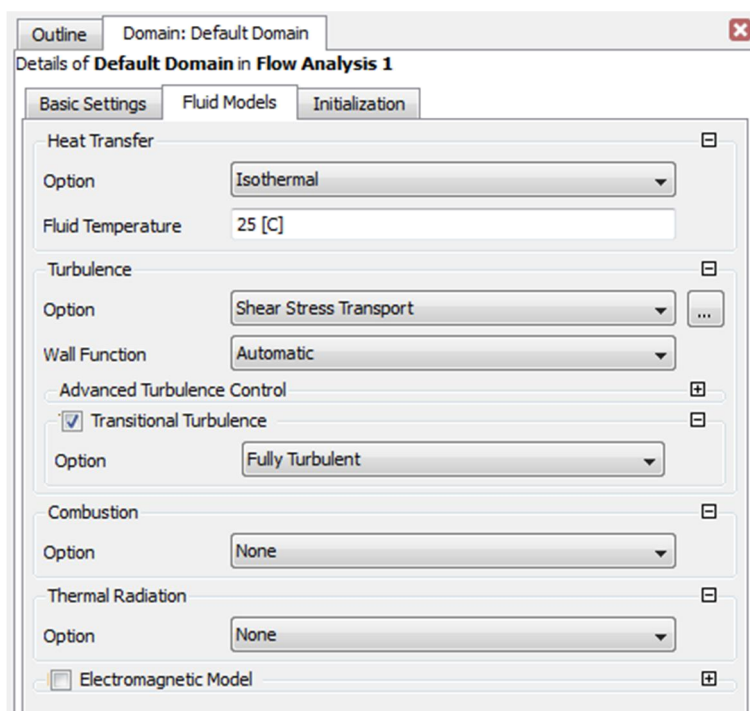 Outline Domain: Default Domain
Details of Default Domain in Flow Analysis 1
Basic Settings Fluid Models Initialization
Heat Transfer
Option Isothermal
Fluid Temperature 25 [C]
Turbulence
Option Shear Stress Transport ...
Wall Function Automatic
Advanced Turbulence Control
Transitional Turbulence
Option Fully Turbulent
Combustion
Option None
Thermal Radiation
Option None
Electromagnetic Model